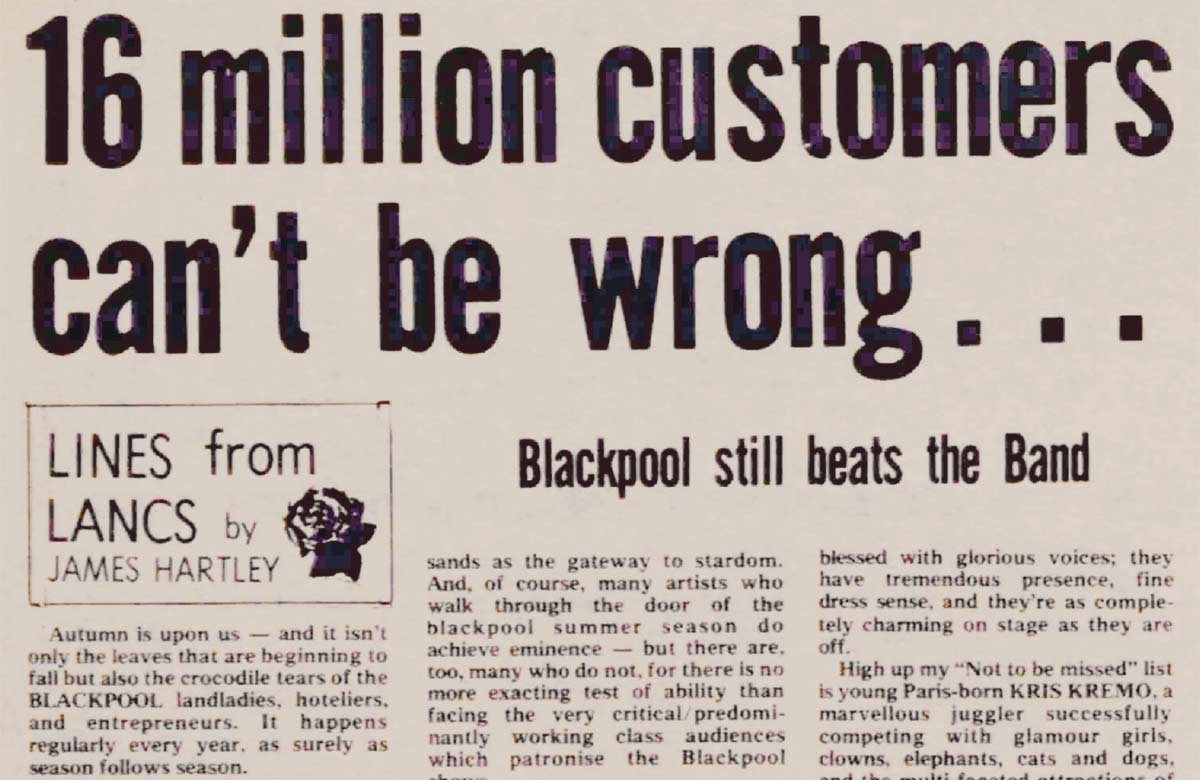 16 million customers
can't be wrong...
LINES from
LANCS by
JAMES HARTLEY
Blackpool still beats the Band
Autumn is upon us — and it isn't
only the leaves that are beginning to
fall but also the crocodile tears of the
BLACKPOOL landladies, hoteliers,
and entrepreneurs. It happens
regularly every year, as surely as
season follows season.
sands as the gateway to stardom.
And, of course, many artists who
walk through the door of the
blackpool summer season do
achieve eminence — but there are,
too, many who do not, for there is no
more exacting test of ability than
facing the very critical/predomi-
nantly working class audiences
which patronise the Blackpool
blessed with glorious voices; they
have tremendous presence, fine
dress sense, and they're as comple-
tely charming on stage as they are
off.
High up my "Not to be missed" list
is young Paris-born KRIS KREMO, a
marvellous juggler successfully
competing with glamour girls,
clowns, elephants, cats and dogs,
and the multi-faceted attractions of